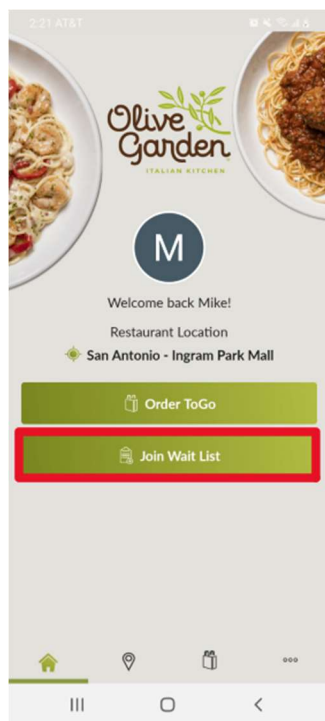 2:21 AT&T
Olive
Garden
ITALIAN KITCHEN
M
Welcome back Mike!
Restaurant Location
San Antonio - Ingram Park Mall
Order ToGo
Join Wait List